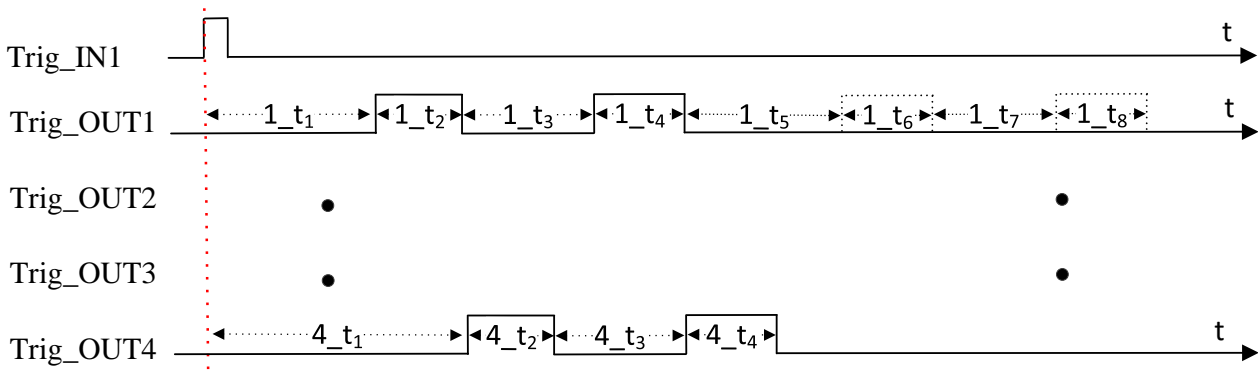 t
Trig_IN1
1_t₁ 1_t₂ 1_t₃ 1_t₄ 1_t₅ 1_t₆ 1_t₇ 1_t₈ t
Trig_OUT1
Trig_OUT2
Trig_OUT3
4_t₁ 4_t₂ 4_t₃ 4_t₄ t
Trig_OUT4